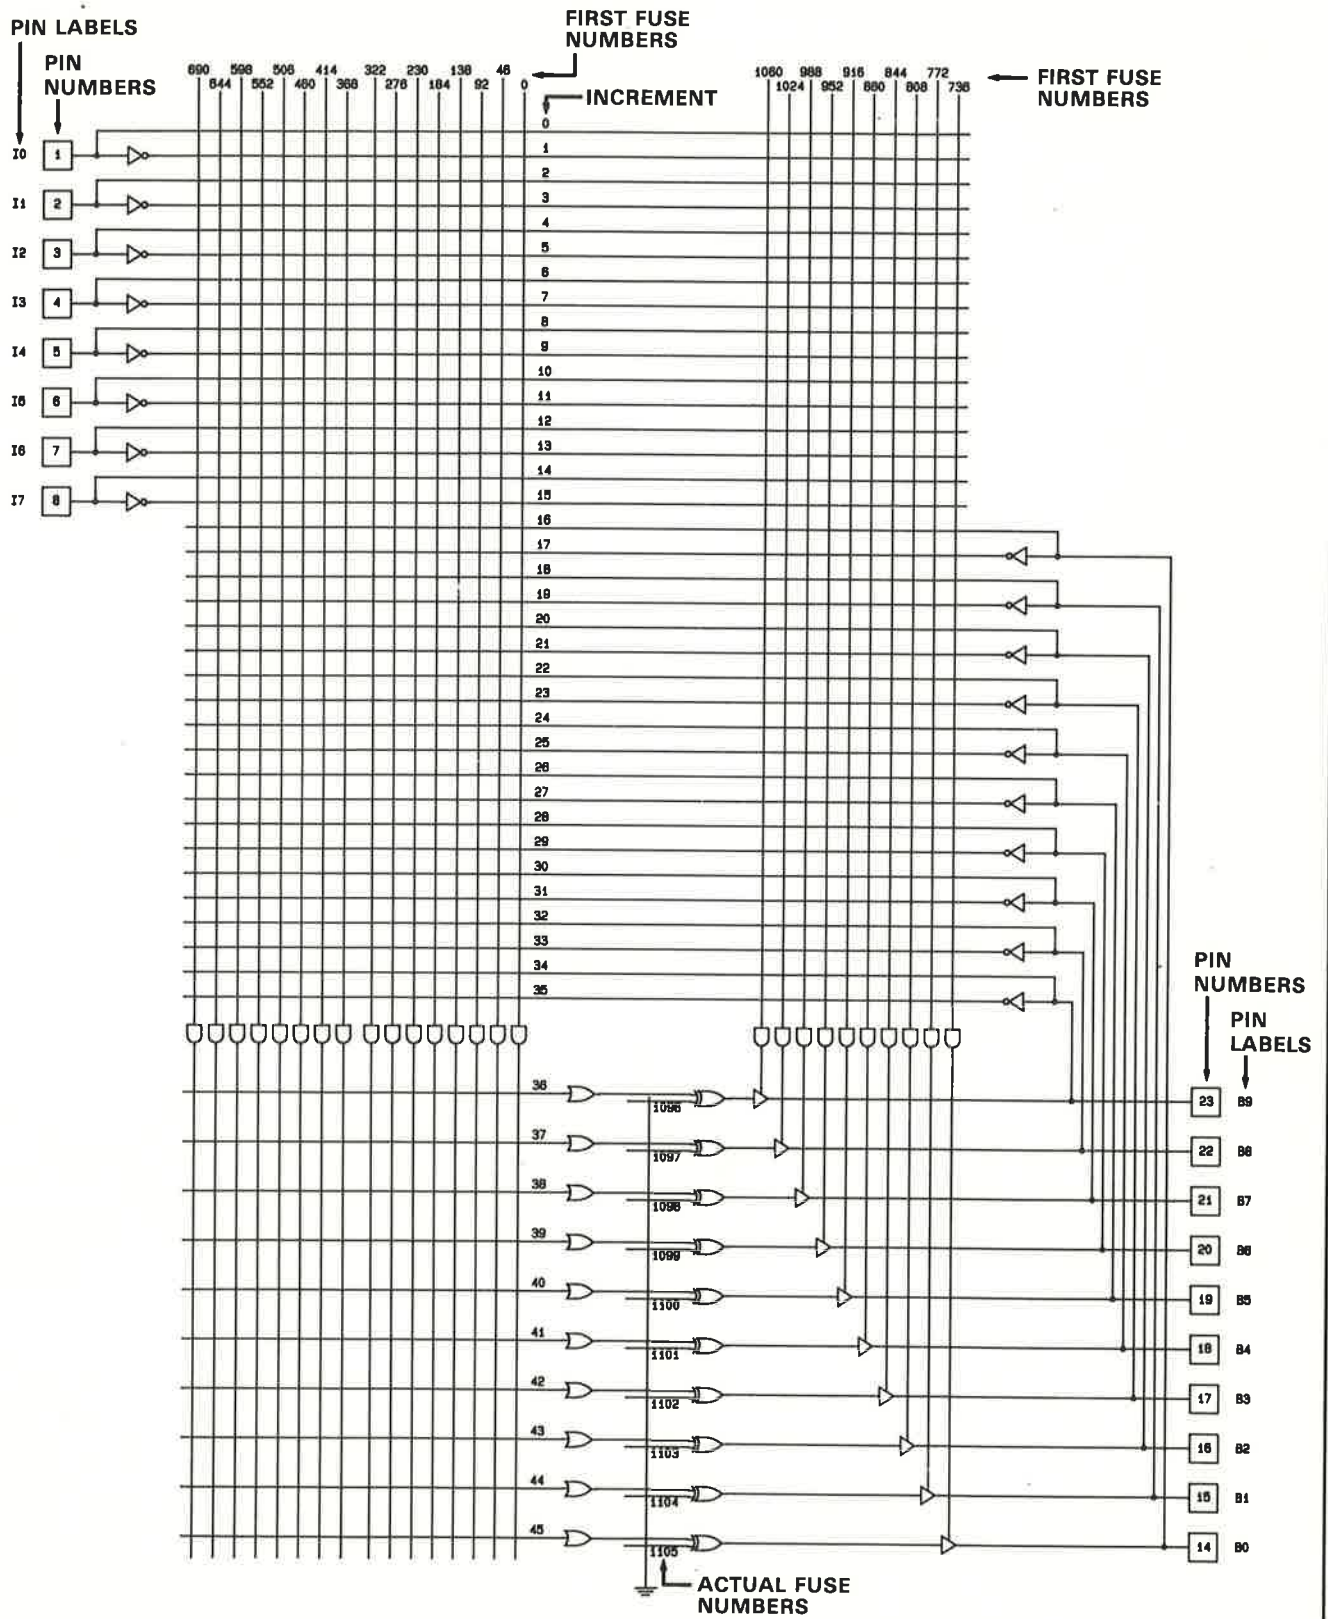 PIN LABELS
PIN NUMBERS
FIRST FUSE NUMBERS
690 598 506 414 322 230 138 46
644 552 460 368 276 184 92 0
INCREMENT
1060 988 916 844 772
1024 952 880 808 736
FIRST FUSE NUMBERS
0
I0 1 1
2
I1 2 3
4
I2 3 5
6
I3 4 7
8
I4 5 9
10
I5 6 11
12
I6 7 13
14
I7 8 15
16
17
18
19
20
21
22
23
24
25
26
27
28
29
30
31
32
33
34
35
PIN NUMBERS
PIN LABELS
36 1096 23 B9
37 1097 22 B8
38 1098 21 B7
39 1099 20 B6
40 1100 19 B5
41 1101 18 B4
42 1102 17 B3
43 1103 16 B2
44 1104 15 B1
45 1105 14 B0
ACTUAL FUSE NUMBERS